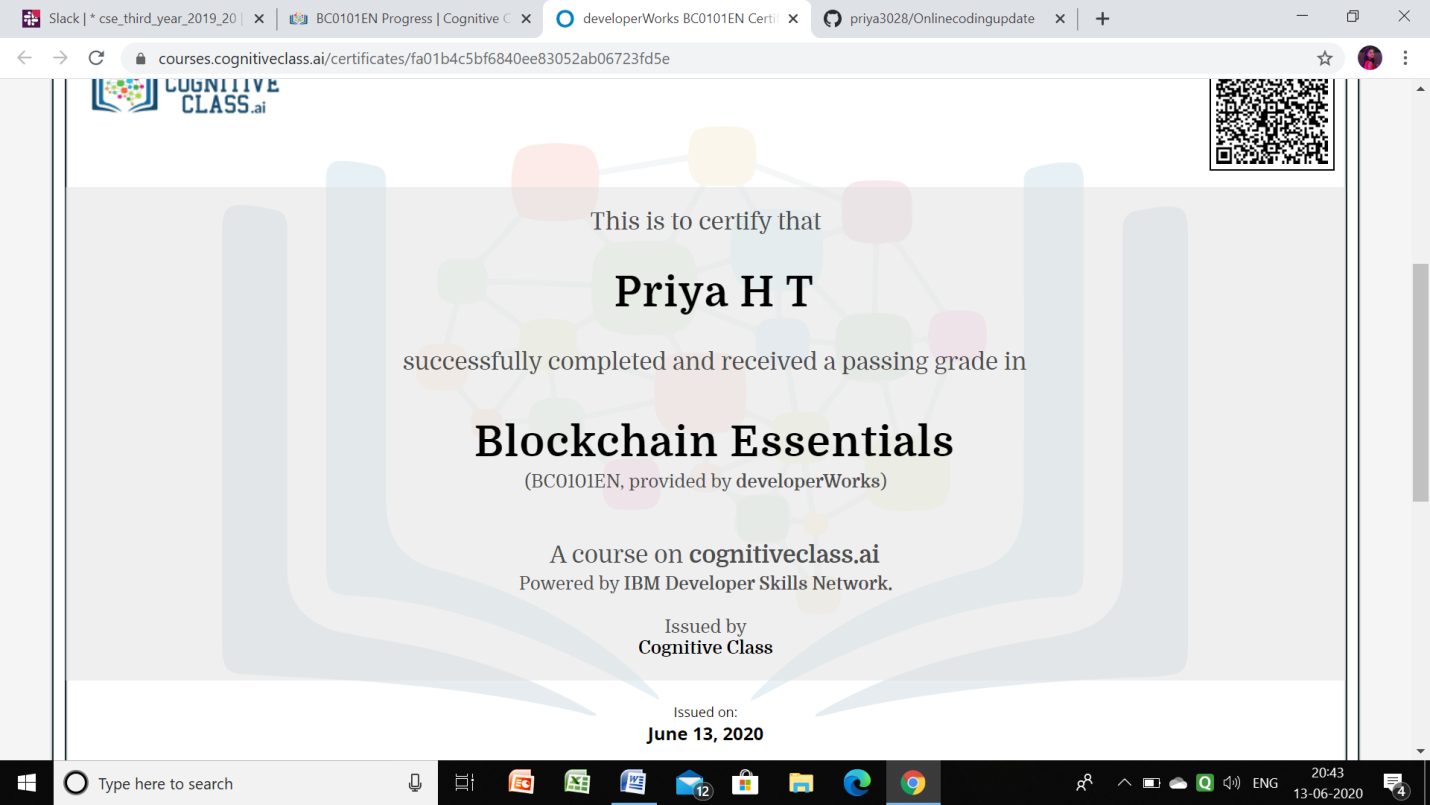 Slack | * cse_third_year_2019_20 |
BC0101EN Progress | Cognitive C
developerWorks BC0101EN Certi
priya3028/Onlinecodingupdate
courses.cognitiveclass.ai/certificates/fa01b4c5bf6840ee83052ab06723fd5e
COGNITIVE
CLASS.ai
This is to certify that
Priya H T
successfully completed and received a passing grade in
Blockchain Essentials
(BC0101EN, provided by developerWorks)
A course on cognitiveclass.ai
Powered by IBM Developer Skills Network.
Issued by
Cognitive Class
Issued on:
June 13, 2020
Type here to search
12
Q
ENG
20:43
13-06-2020
4